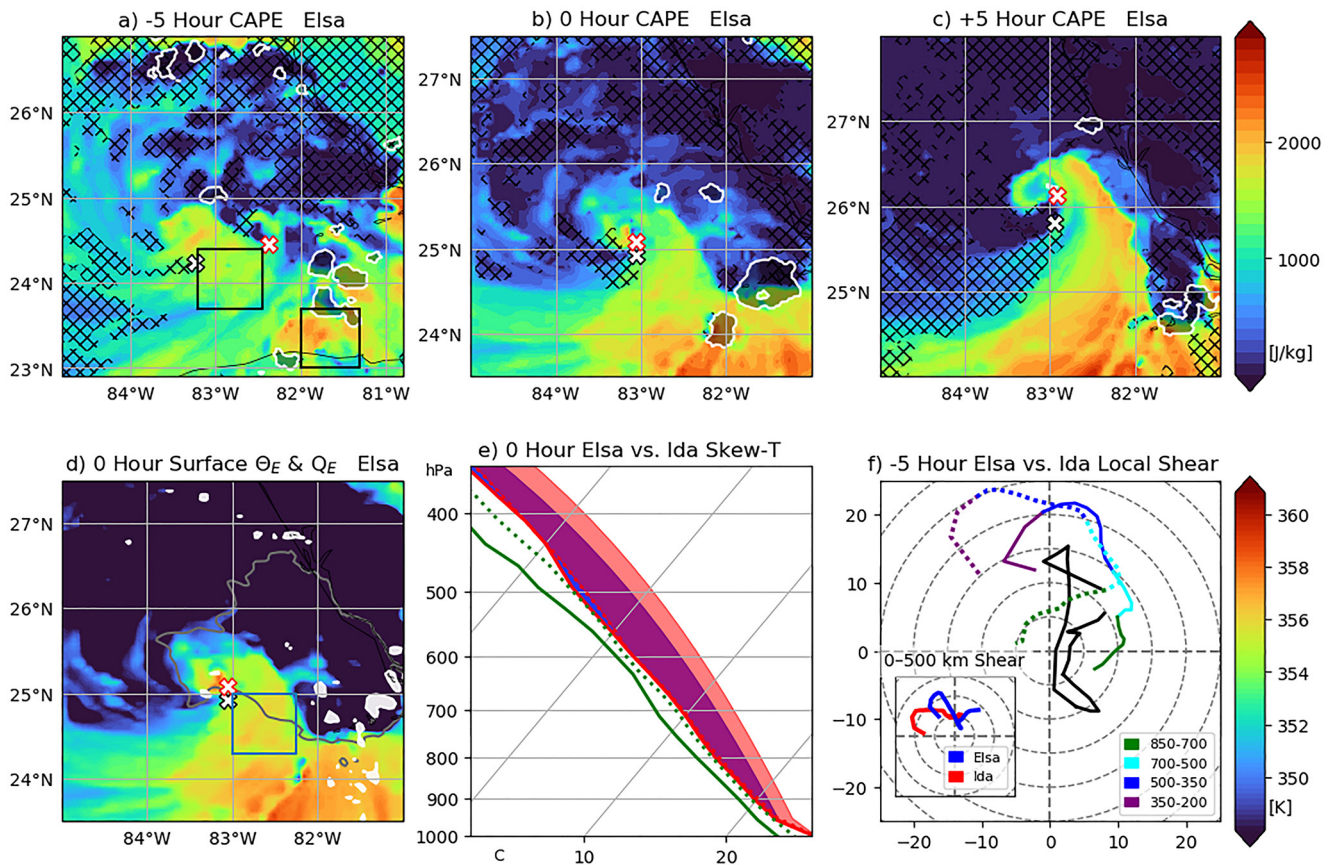 a) -5 Hour CAPE Elsa
b) 0 Hour CAPE Elsa
c) +5 Hour CAPE Elsa
26°N
25°N
24°N
23°N
84°W 83°W 82°W 81°W
27°N
26°N
25°N
24°N
84°W 83°W 82°W
27°N
26°N
25°N
84°W 83°W 82°W
2000
1000
[J/kg]
d) 0 Hour Surface Θ_E & Q_E Elsa
27°N
26°N
25°N
24°N
84°W 83°W 82°W
e) 0 Hour Elsa vs. Ida Skew-T
hPa
400
500
600
700
800
900
1000
C 10 20
f) -5 Hour Elsa vs. Ida Local Shear
20
10
0
−10
−20
−20 −10 0 10 20
0–500 km Shear
Elsa
Ida
850-700
700-500
500-350
350-200
360
358
356
354
352
350
[K]